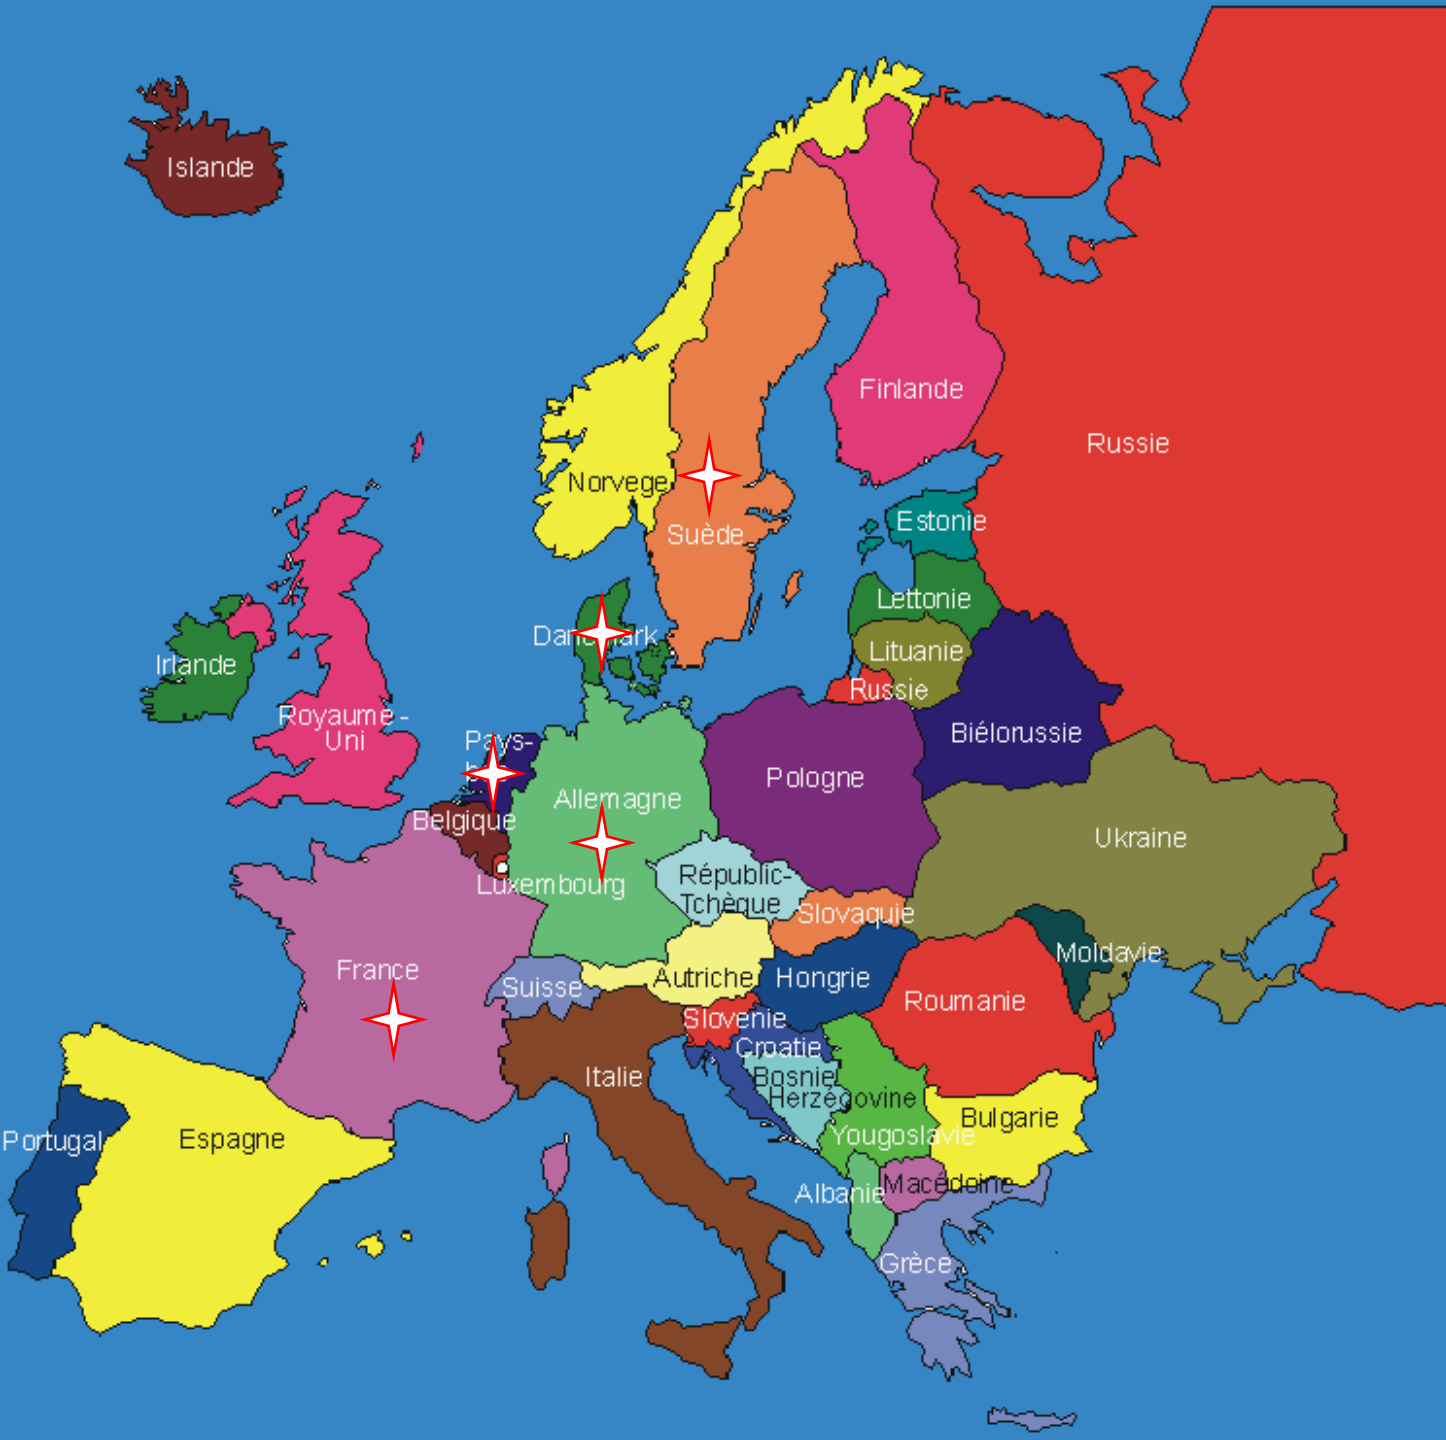 Islande
Finlande
Russie
Norvege
Suède
Estonie
Lettonie
Lituanie
Russie
Irlande
Royaume-
Uni
Pays-
Biélorussie
Pologne
Allemagne
Belgique
Ukraine
Luxembourg
Républic-
Tchèque
Slovaquie
Moldavie
France
Suisse
Autriche
Hongrie
Roumanie
Slovenie
Croatie
Italie
Bosnie
Herzégovine
Bulgarie
Yougoslavie
Portugal
Espagne
Macédoine
Albanie
Grèce